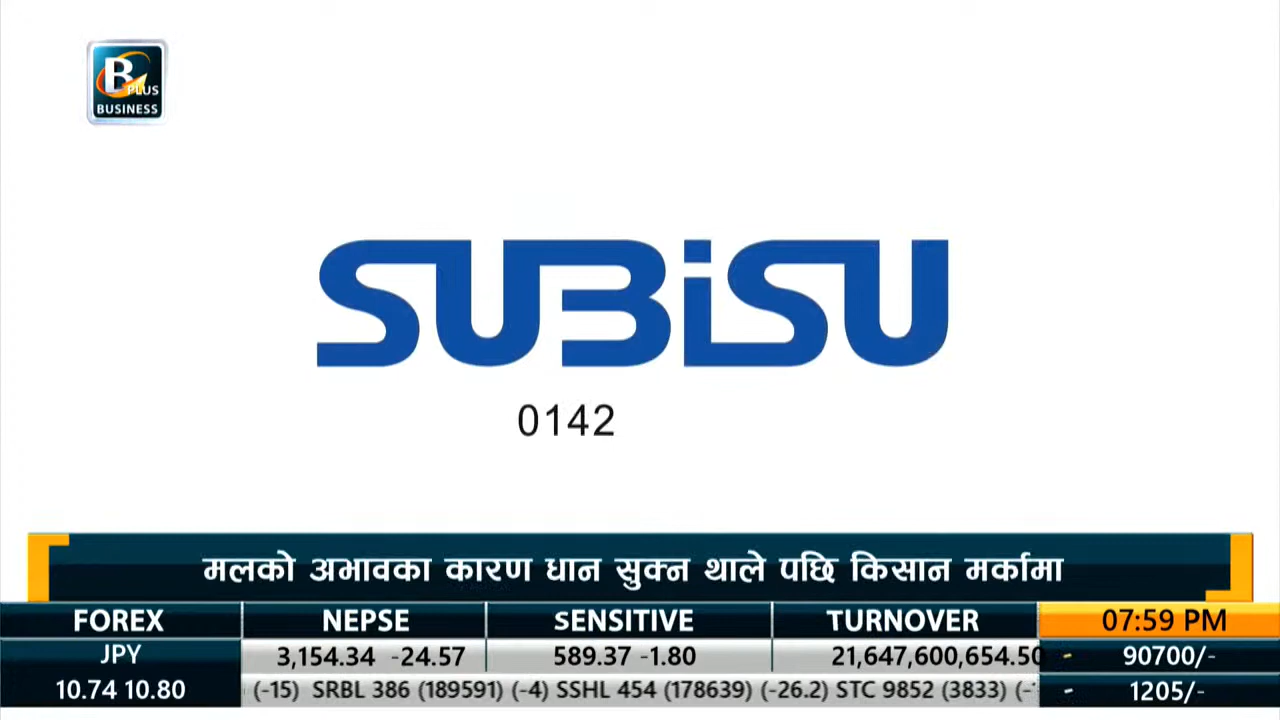 B
PLUS
BUSINESS
SUBiSU
0142
मलको अभावका कारण धान सुक्न थाले पछि किसान मर्कामा
FOREX NEPSE sENSITIVE TURNOVER 07:59 PM
JPY 3,154.34 -24.57 589.37 -1.80 21,647,600,654.50 - 90700/-
10.74 10.80 (-15) SRBL 386 (189591) (-4) SSHL 454 (178639) (-26.2) STC 9852 (3833) (- - 1205/-